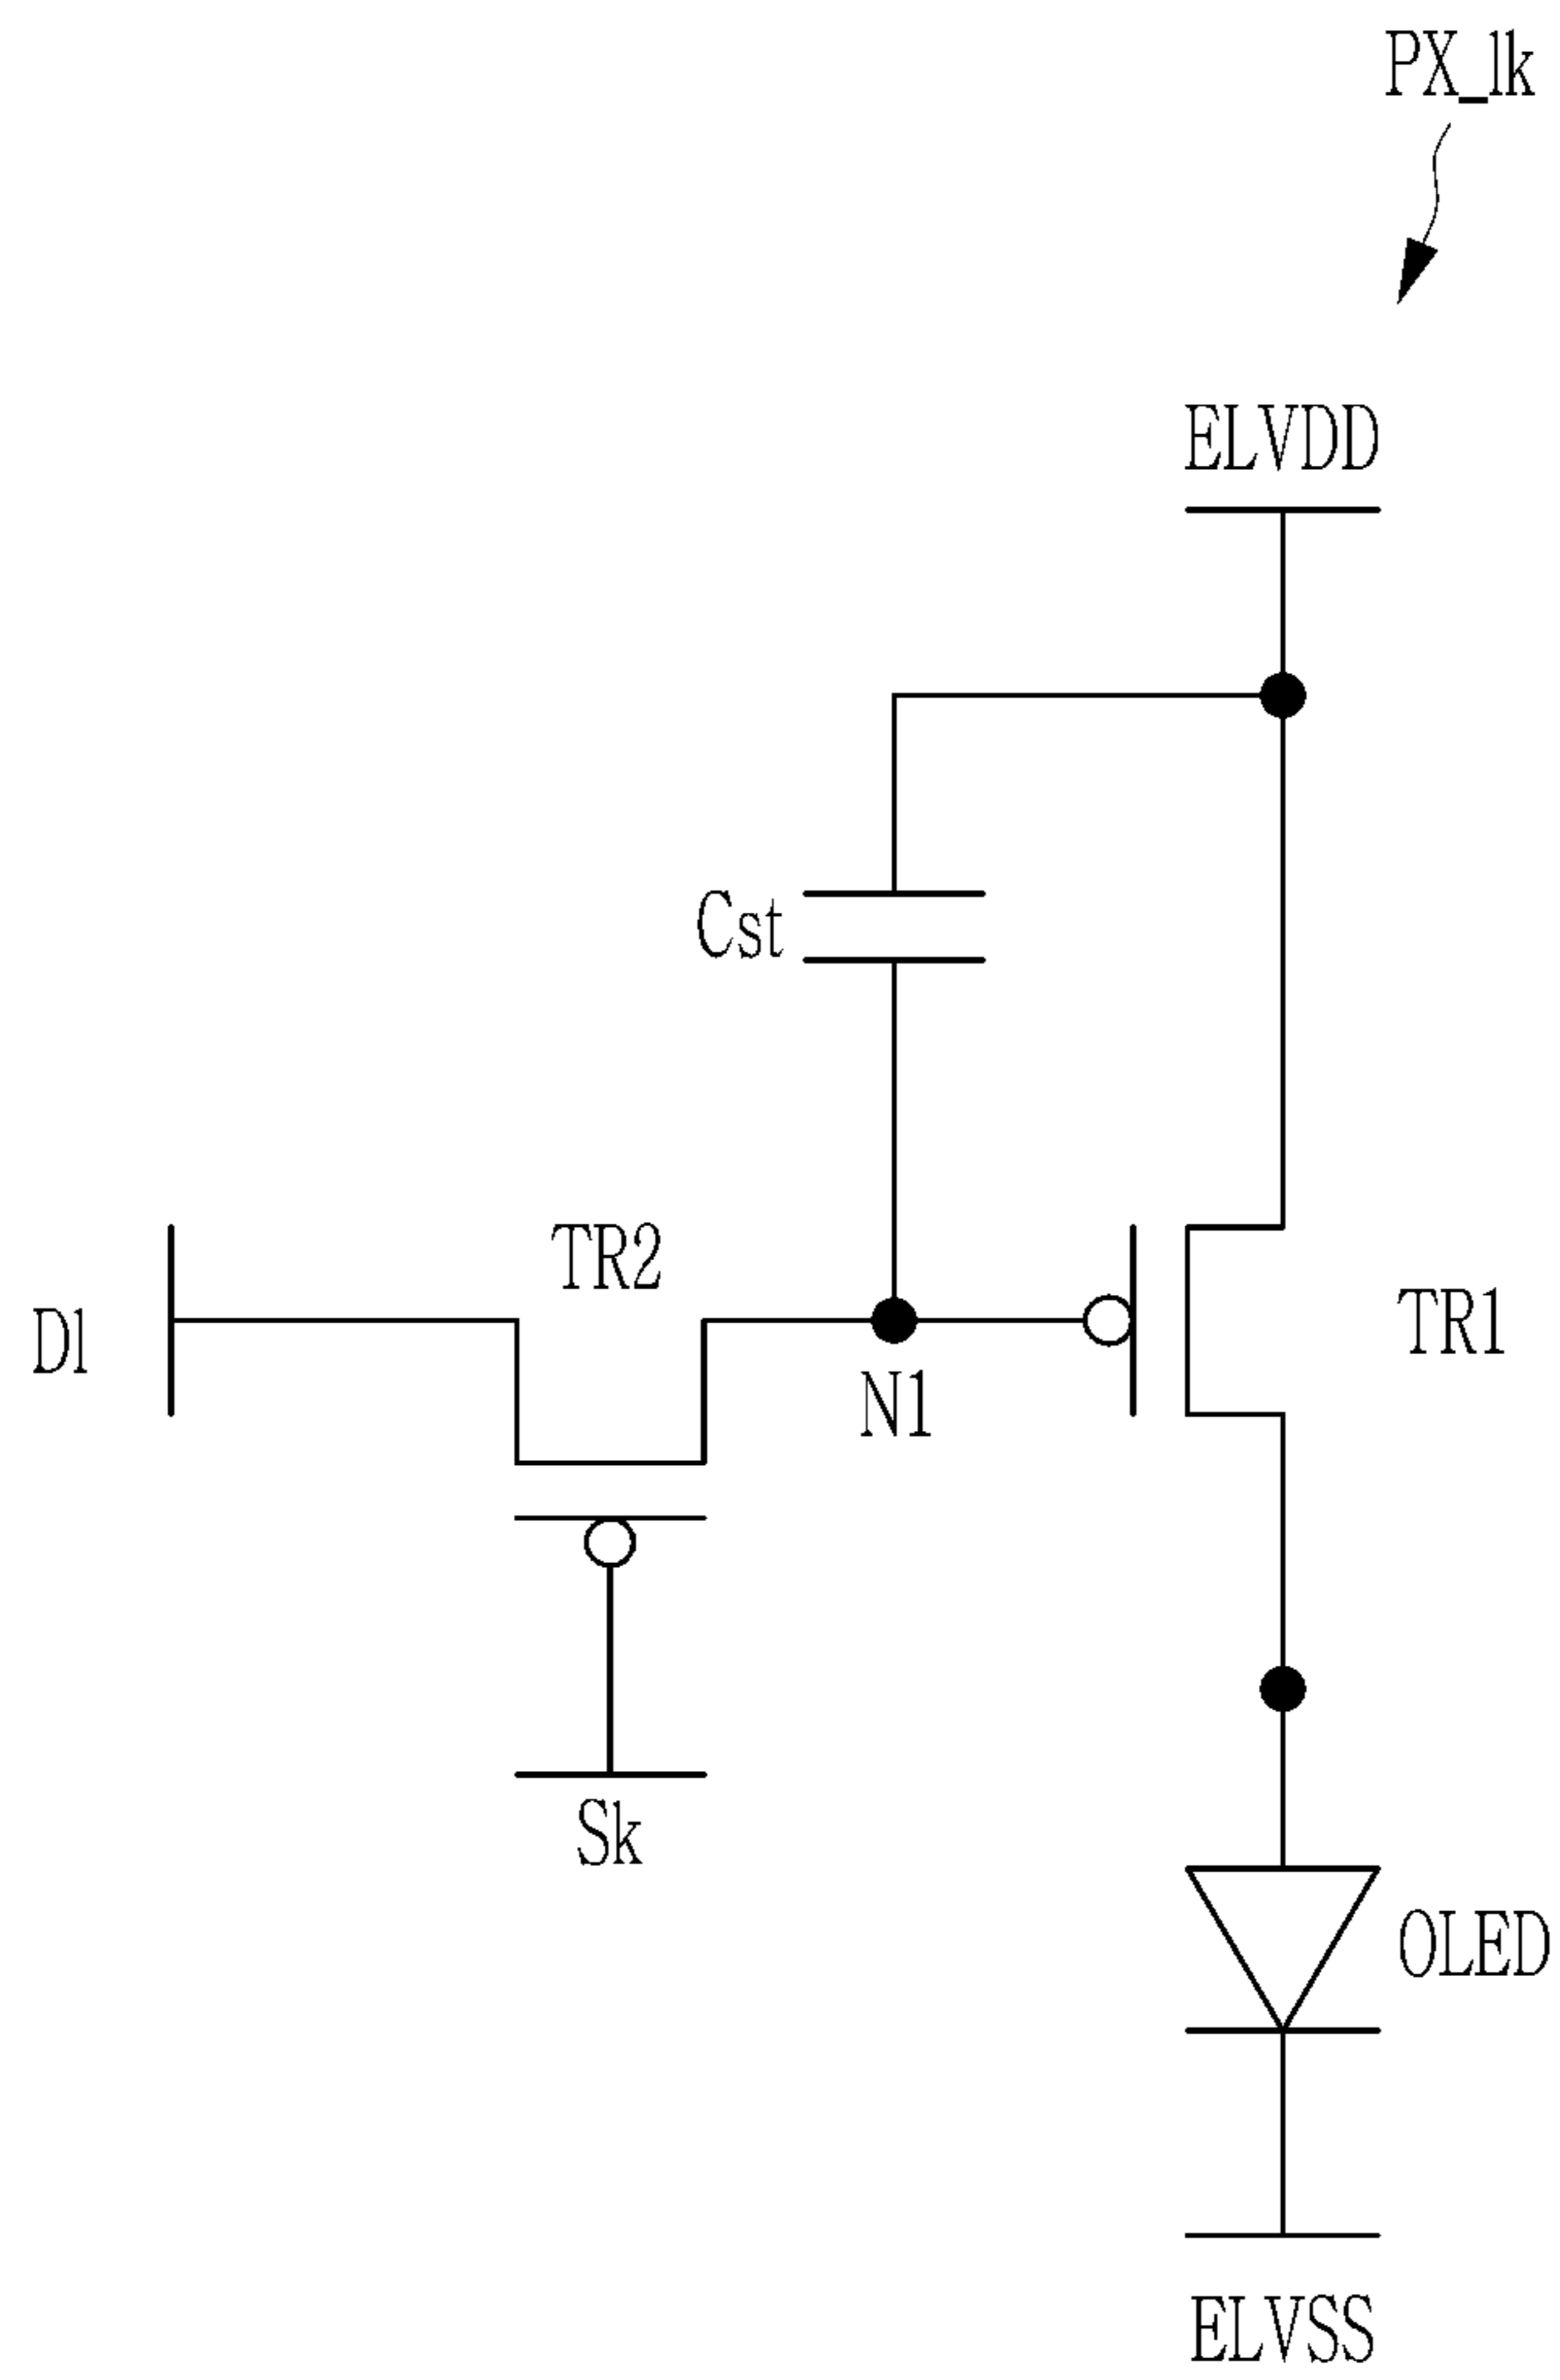 PX_lk
ELVDD
Cst
TR2
Dl
TR1
N1
Sk
OLED
ELVSS